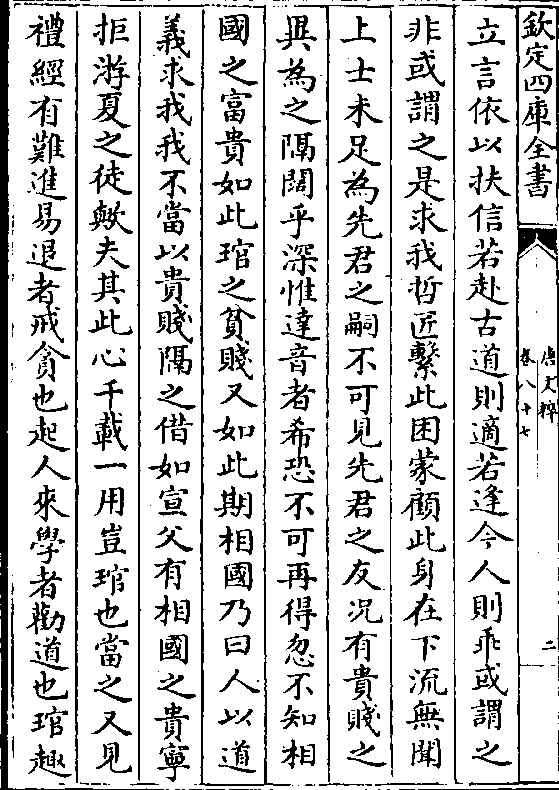 欽定四庫全書
唐文粹
卷八十七
二
立言依以扶信若赴古道則適若逢今人則乖或謂之
非或謂之是求我哲匠繫此困蒙顧此身在下流無聞
上士未足為先君之嗣不可見先君之友况有貴賤之
異為之隔闊乎深惟達音者希恐不可再得忽不知相
國之富貴如此琯之貧賤又如此期相國乃曰人以道
義求我我不當以貴賤隔之借如宣父有相國之貴寧
拒游夏之徒歟夫其此心千載一用豈琯也當之又見
禮經有難進易退者戒貪也起人來學者勸道也琯趣